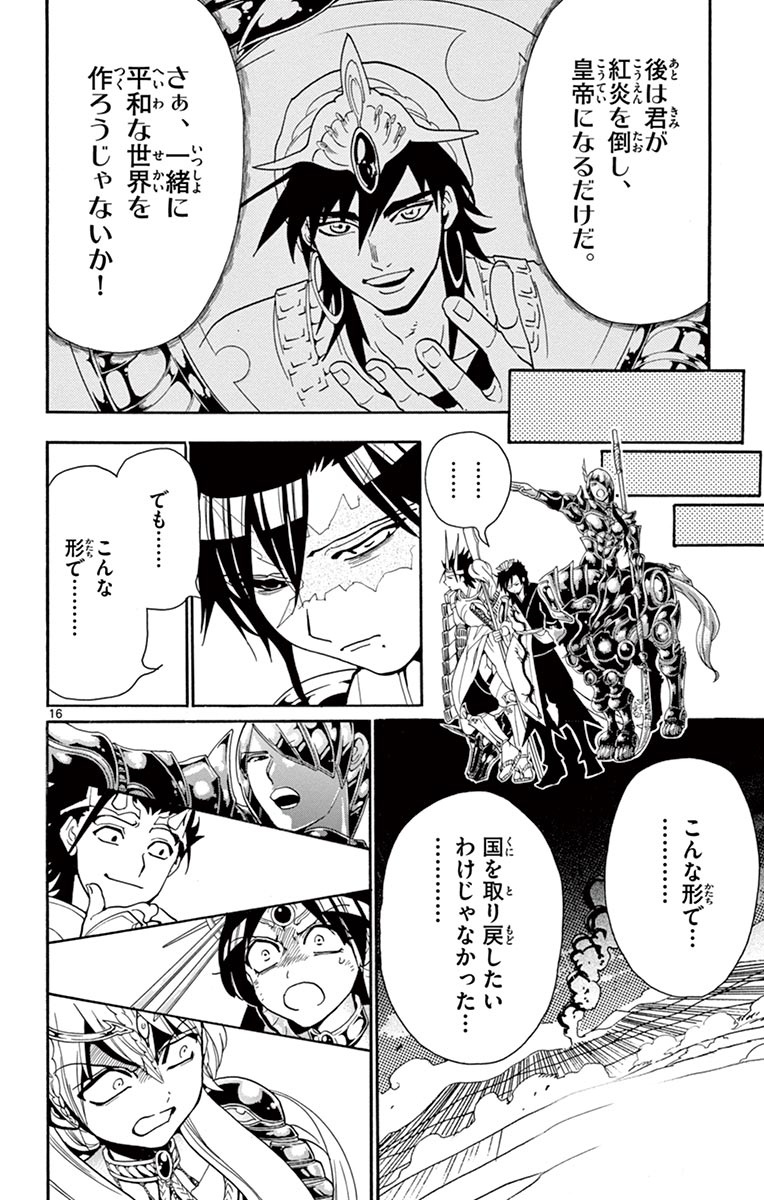 後は君が
紅炎を倒し、
皇帝になるだけだ。
さぁ、一緒に
平和な世界を
作ろうじゃないか！
……
でも……
こんな
形で……
こんな形で…
………
国を取り戻したい
わけじゃなかった…
………
16